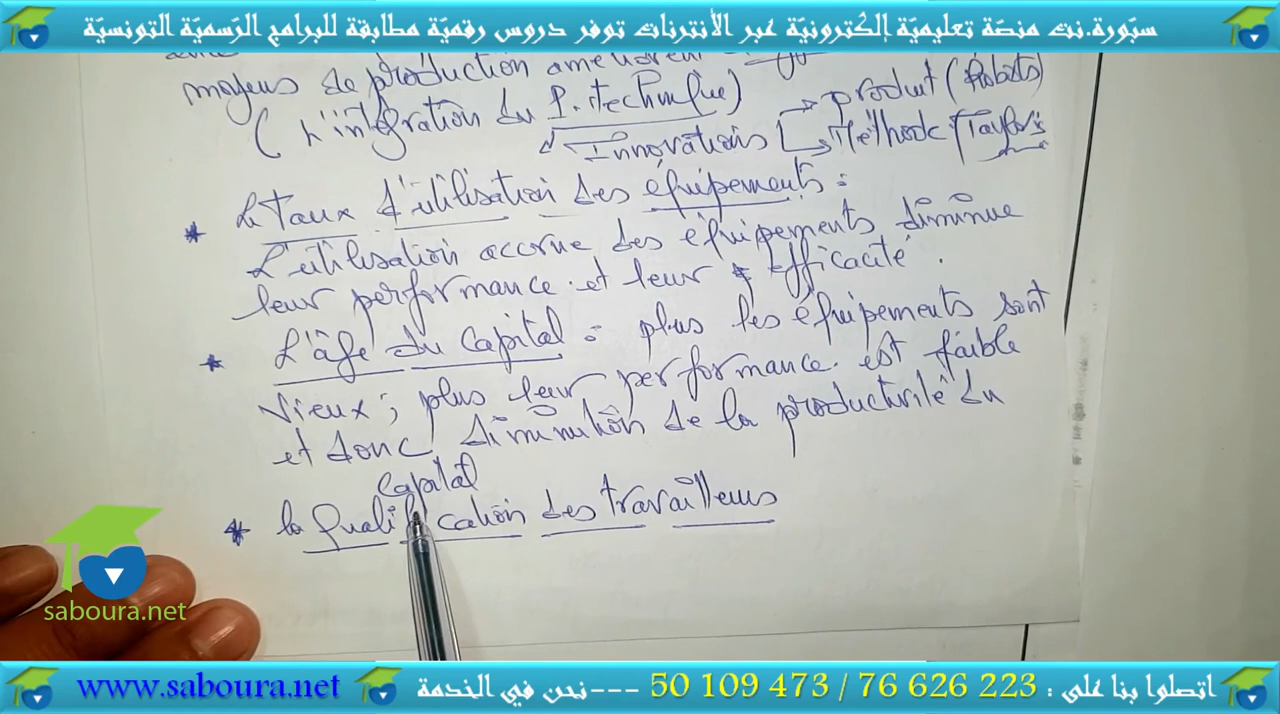 سبّورة.نت منصّة تعليميّة إلكترونيّة عبر الأنترنات توفر دروس رقميّة مطابقة للبرامج الرّسميّة التونسيّة
moyens de production améliorent
( L'intégration du P. technique)
produit (Robots)
Innovations
Méthode (Taylor's
* Le Taux d'utilisation des équipements :
L'utilisation accrue des équipements diminue
leur performance. et leur efficacité.
* L'âge du capital : plus les équipements sont
vieux ; plus leur performance. est faible
et donc diminution de la productivité du
capital
* la Qualification des travailleurs
saboura.net
www.saboura.net
اتصلوا بنا على : 223 626 76 / 473 109 50 ---نحن في الخدمة